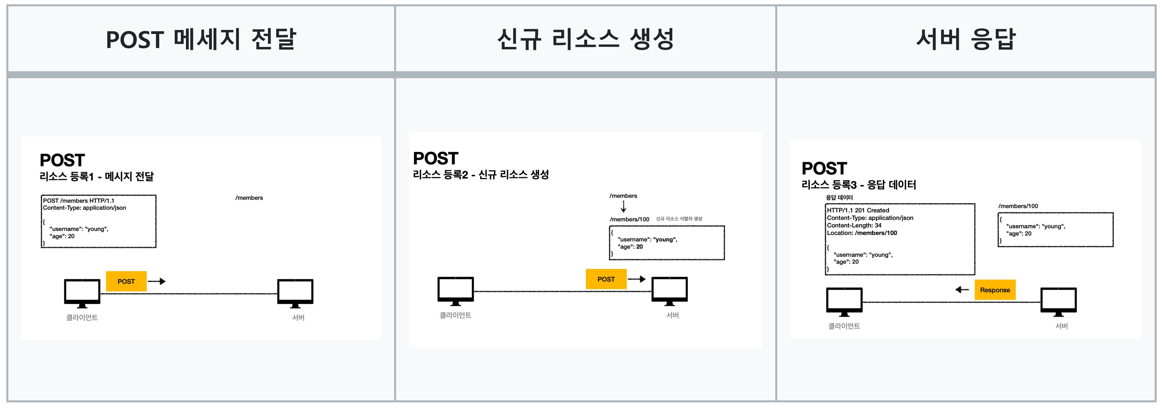 POST 메세지 전달
신규 리소스 생성
서버 응답
POST
리소스 등록1 - 메시지 전달
POST /members HTTP/1.1
Content-Type: application/json
{
"username": "young",
"age": 20
}
/members
POST
클라이언트
서버
POST
리소스 등록2 - 신규 리소스 생성
/members
/members/100 신규 리소스 식별자 생성
{
"username": "young",
"age": 20
}
POST
클라이언트
서버
POST
리소스 등록3 - 응답 데이터
응답 데이터
HTTP/1.1 201 Created
Content-Type: application/json
Content-Length: 34
Location: /members/100
{
"username": "young",
"age": 20
}
/members/100
{
"username": "young",
"age": 20
}
Response
클라이언트
서버